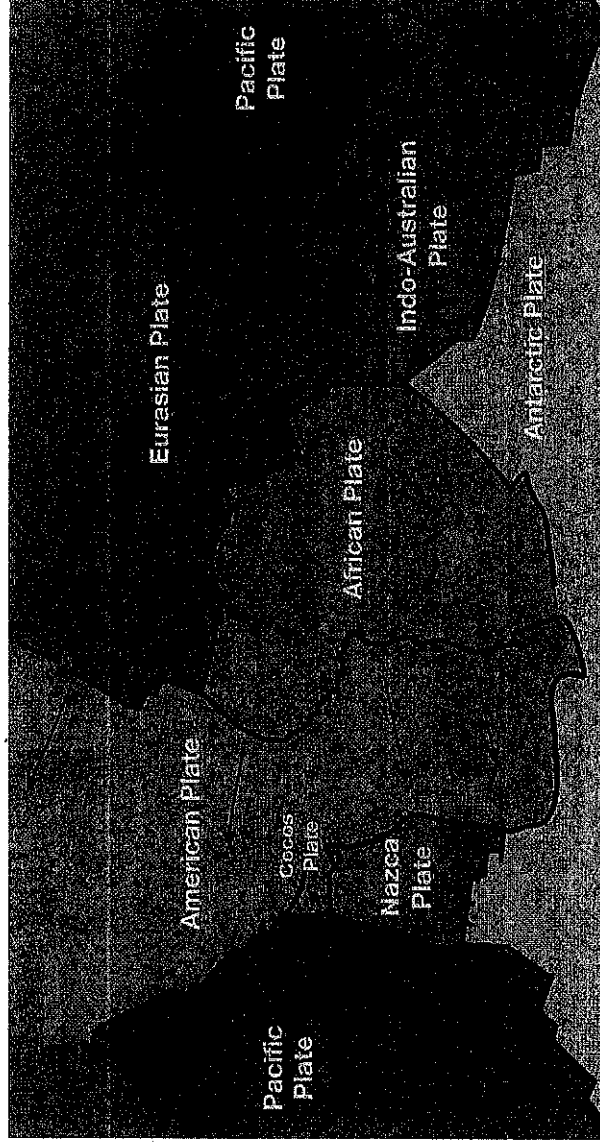 Pacific
Plate
American Plate
Cocos
Plate
Nazca
Plate
African Plate
Eurasian Plate
Indo-Australian
Plate
Antarctic Plate
Pacific
Plate